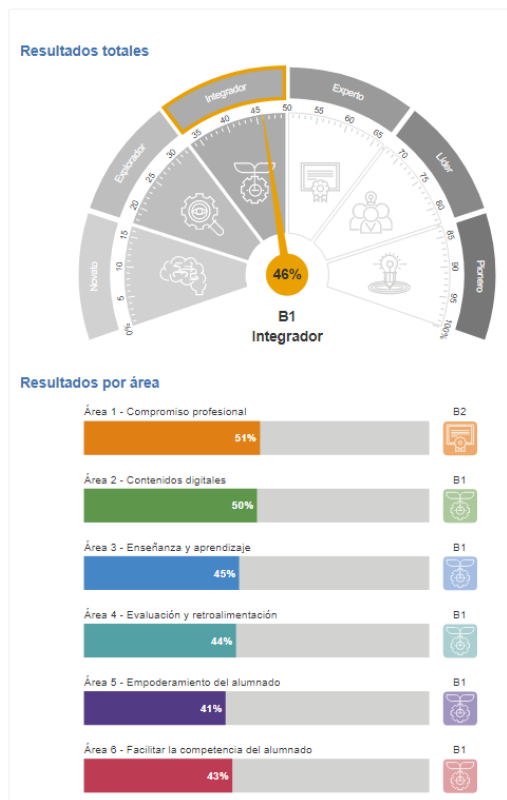 Resultados totales
Novato
Explorador
Integrador
Experto
Líder
Pionero
0%
5
10
15
20
25
30
35
40
45
50
55
60
65
70
75
80
85
90
95
100%
46%
B1
Integrador
Resultados por área
Área 1 - Compromiso profesional
B2
51%
Área 2 - Contenidos digitales
B1
50%
Área 3 - Enseñanza y aprendizaje
B1
45%
Área 4 - Evaluación y retroalimentación
B1
44%
Área 5 - Empoderamiento del alumnado
B1
41%
Área 6 - Facilitar la competencia del alumnado
B1
43%